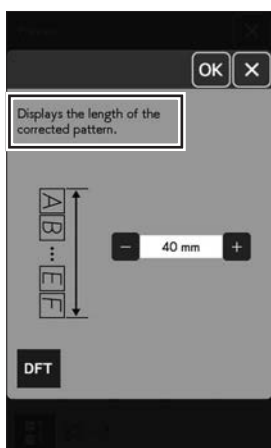 OK ×
Displays the length of the
corrected pattern.
A
B
...
E
F
− 40 mm +
DFT